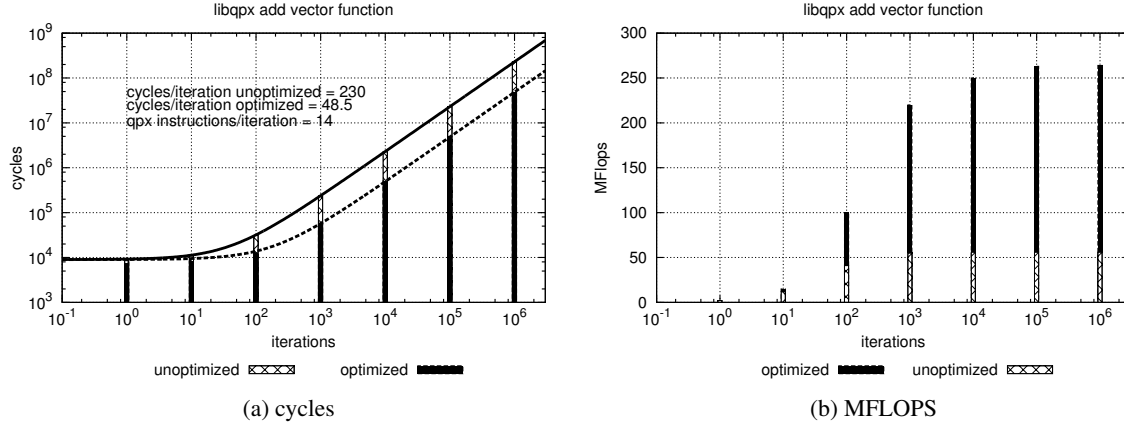 libqpx add vector function
10^9
10^8
10^7
10^6
10^5
10^4
10^3
cycles
cycles/iteration unoptimized = 230
cycles/iteration optimized = 48.5
qpx instructions/iteration = 14
10^-1 10^0 10^1 10^2 10^3 10^4 10^5 10^6
iterations
unoptimized optimized
(a) cycles
libqpx add vector function
300
250
200
150
100
50
0
MFlops
10^-1 10^0 10^1 10^2 10^3 10^4 10^5 10^6
iterations
optimized unoptimized
(b) MFLOPS